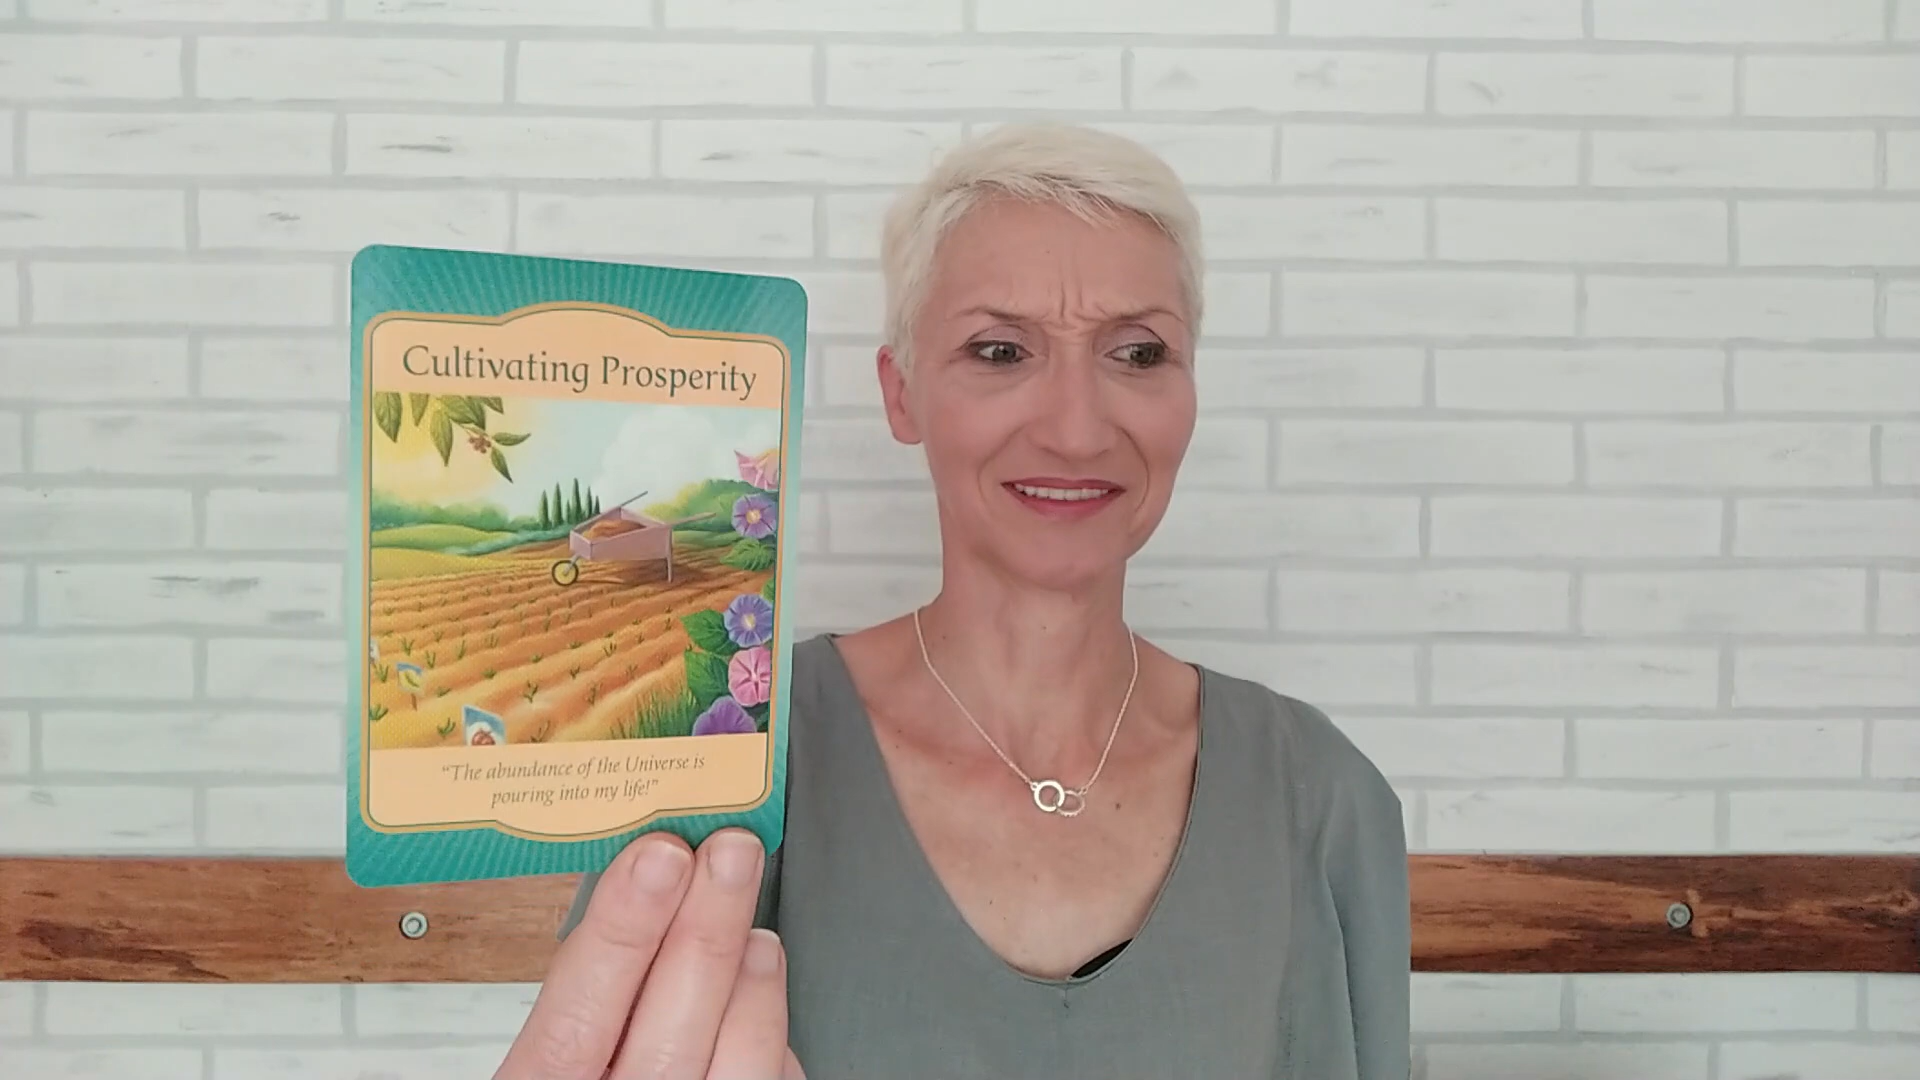 Cultivating Prosperity
“The abundance of the Universe is
pouring into my life!”